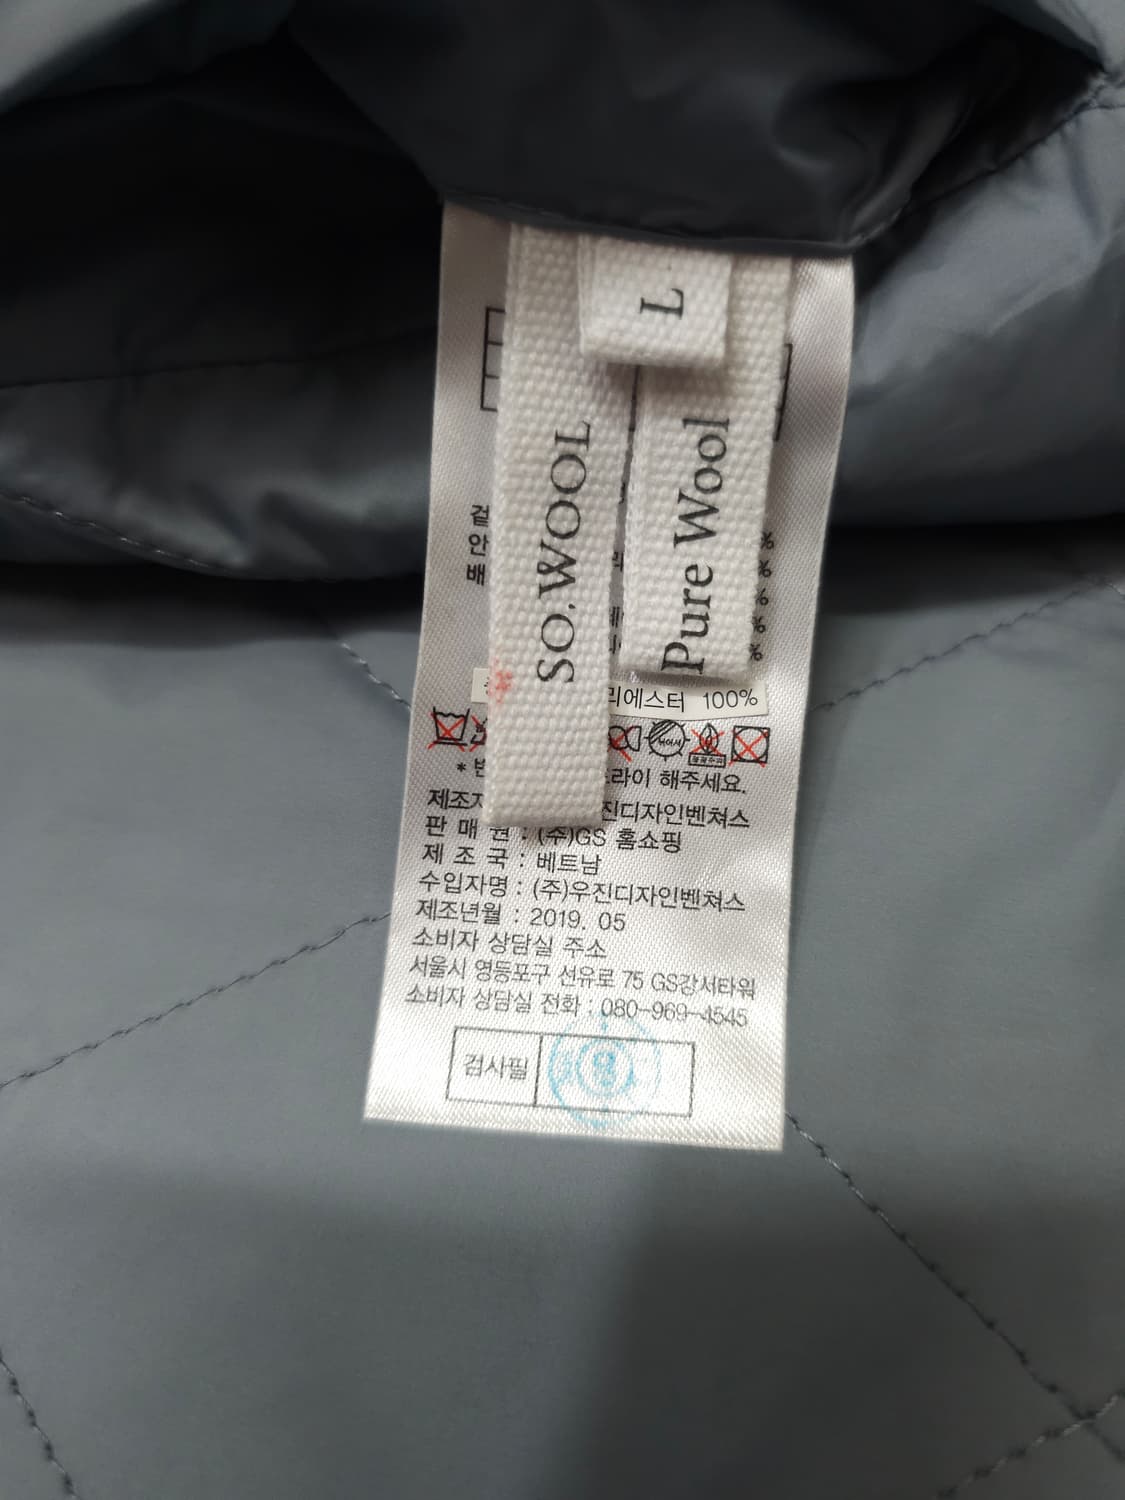 L
SO.WOOL
Pure Wool
겉
안 %
배 %
%
%
%
리에스터 100%
* 드라이 해주세요.
제조자 진디자인벤쳐스
판 매 원 : (주)GS 홈쇼핑
제 조 국 : 베트남
수입자명 : (주)우진디자인벤쳐스
제조년월 : 2019. 05
소비자 상담실 주소
서울시 영등포구 선유로 75 GS강서타워
소비자 상담실 전화 : 080-969-4545
검사필